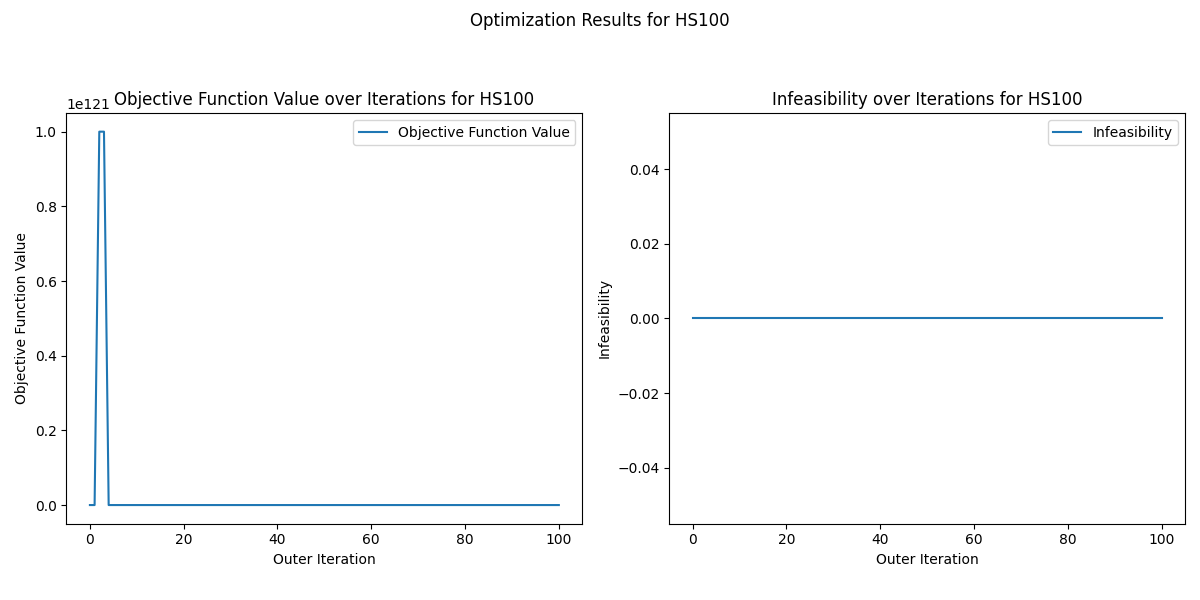 Optimization Results for HS100
Objective Function Value over Iterations for HS100
1e121
Objective Function Value
1.0
0.8
0.6
0.4
0.2
0.0
Objective Function Value
0
20
40
60
80
100
Outer Iteration
Infeasibility over Iterations for HS100
Infeasibility
0.04
0.02
0.00
−0.02
−0.04
Infeasibility
0
20
40
60
80
100
Outer Iteration